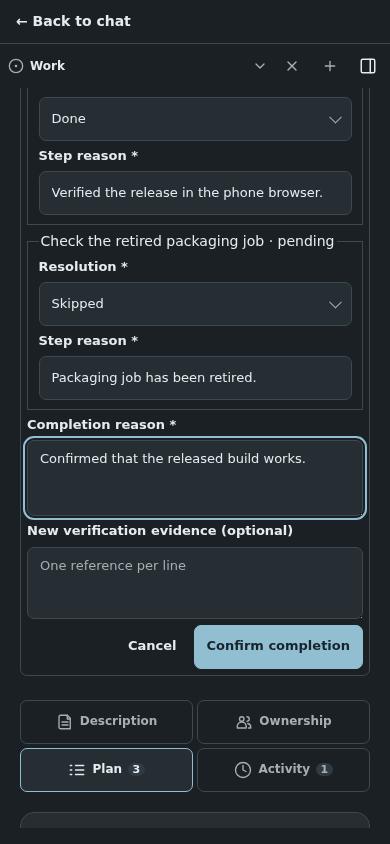 ← Back to chat
Work
Done
Step reason *
Verified the release in the phone browser.
Check the retired packaging job · pending
Resolution *
Skipped
Step reason *
Packaging job has been retired.
Completion reason *
Confirmed that the released build works.
New verification evidence (optional)
One reference per line
Cancel
Confirm completion
Description
Ownership
Plan 3
Activity 1